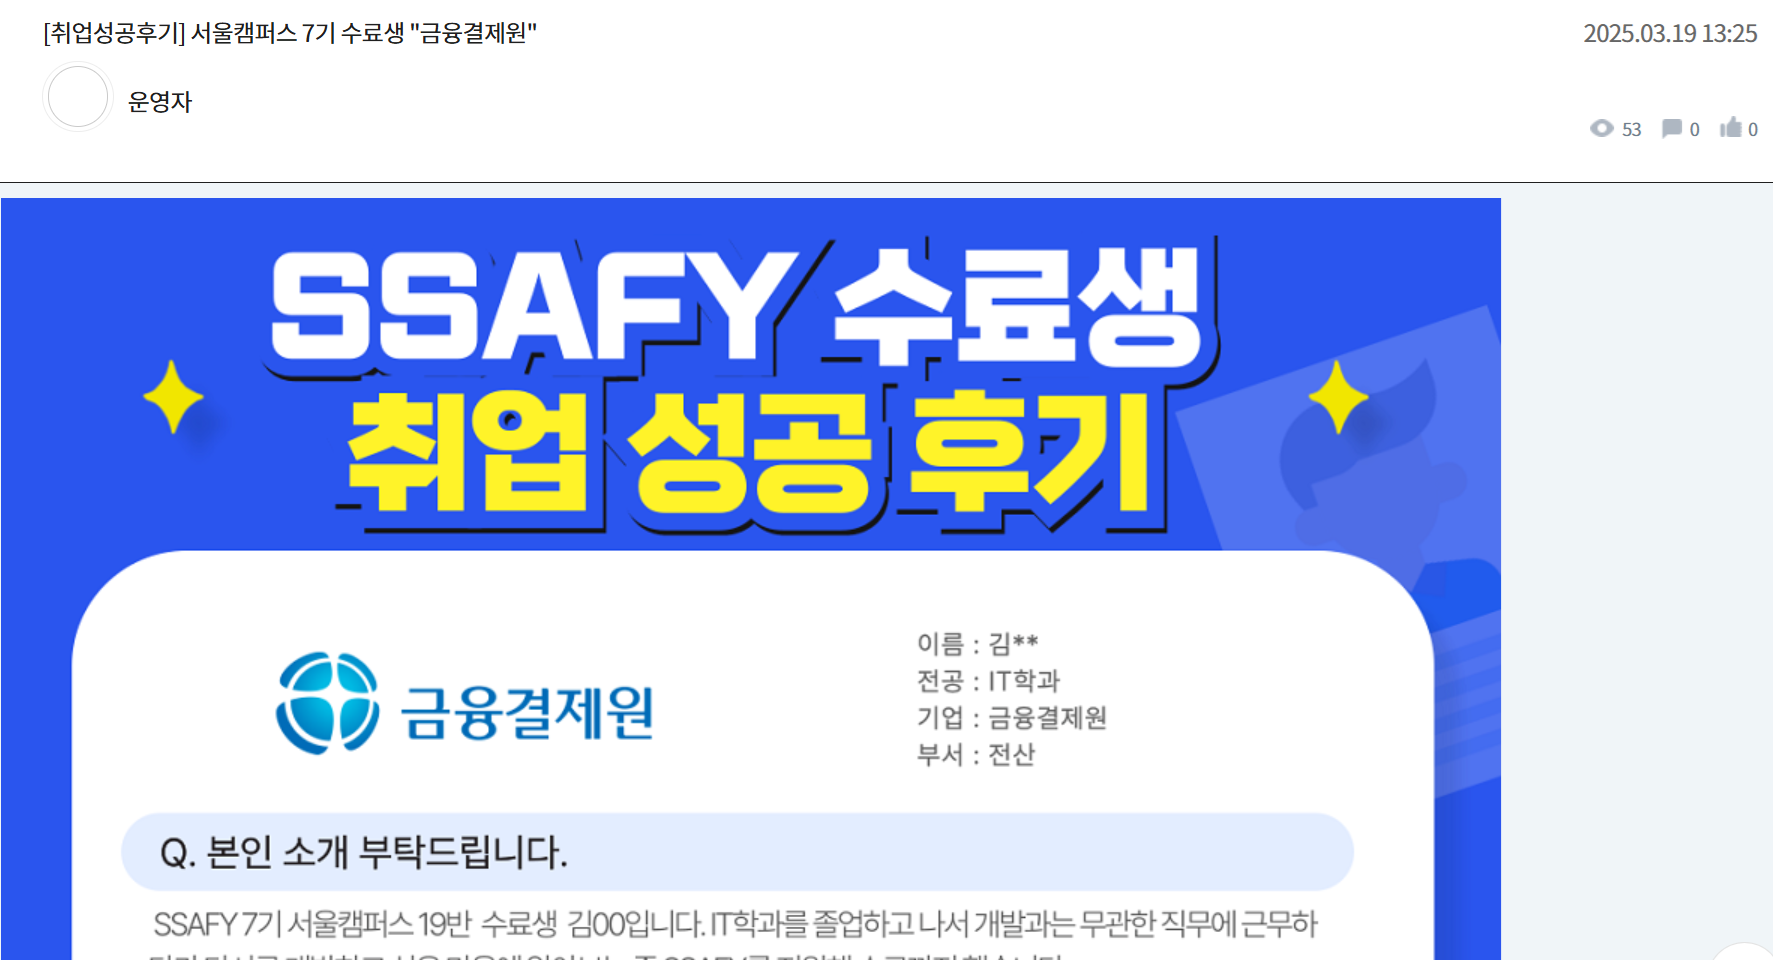 [취업성공후기] 서울캠퍼스 7기 수료생 "금융결제원"
2025.03.19 13:25
운영자
53 0 0
SSAFY 수료생
취업 성공 후기
금융결제원
이름 : 김**
전공 : IT학과
기업 : 금융결제원
부서 : 전산
Q. 본인 소개 부탁드립니다.
SSAFY 7기 서울캠퍼스 19반 수료생 김00입니다. IT학과를 졸업하고 나서 개발과는 무관한 직무에 근무하